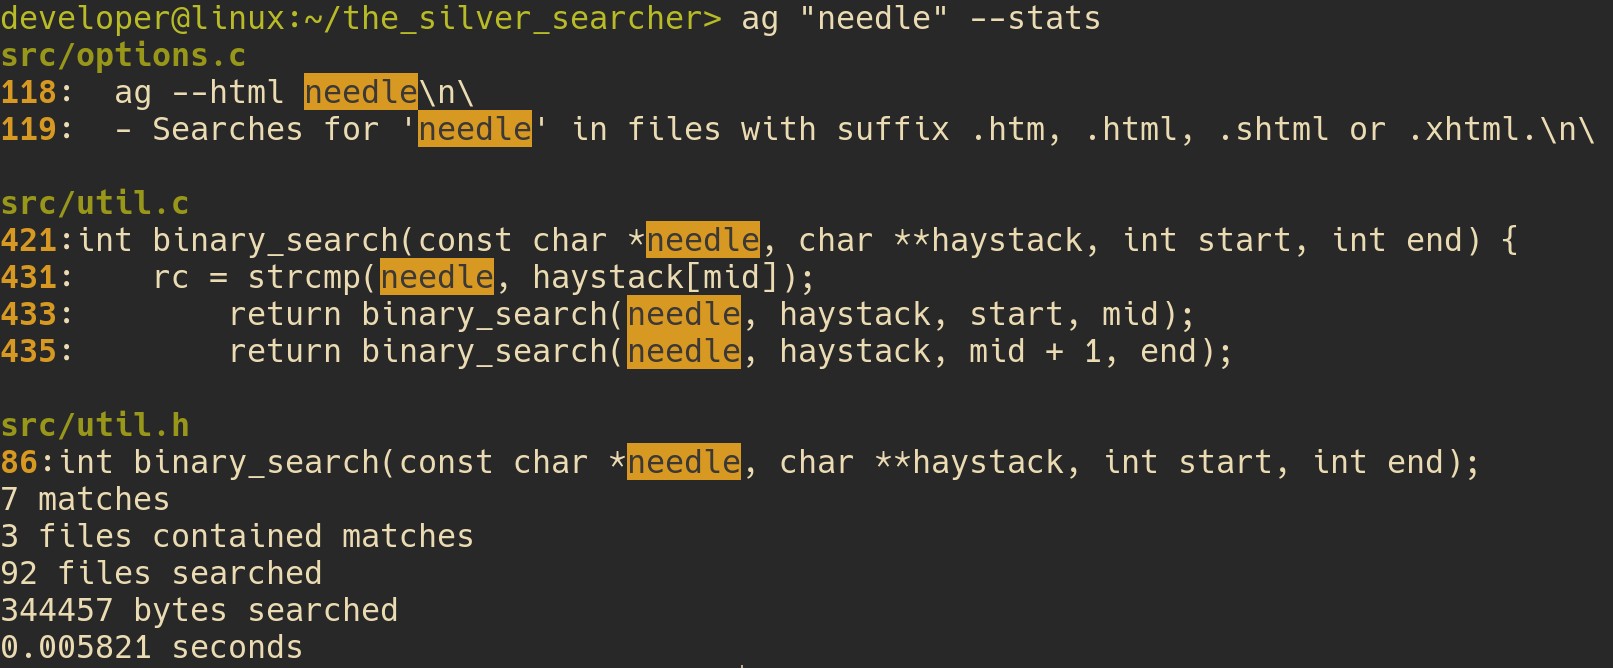 developer@linux:~/the_silver_searcher> ag "needle" --stats
src/options.c
118:  ag --html needle\n\
119:  - Searches for 'needle' in files with suffix .htm, .html, .shtml or .xhtml.\n\

src/util.c
421:int binary_search(const char *needle, char **haystack, int start, int end) {
431:    rc = strcmp(needle, haystack[mid]);
433:        return binary_search(needle, haystack, start, mid);
435:        return binary_search(needle, haystack, mid + 1, end);

src/util.h
86:int binary_search(const char *needle, char **haystack, int start, int end);
7 matches
3 files contained matches
92 files searched
344457 bytes searched
0.005821 seconds